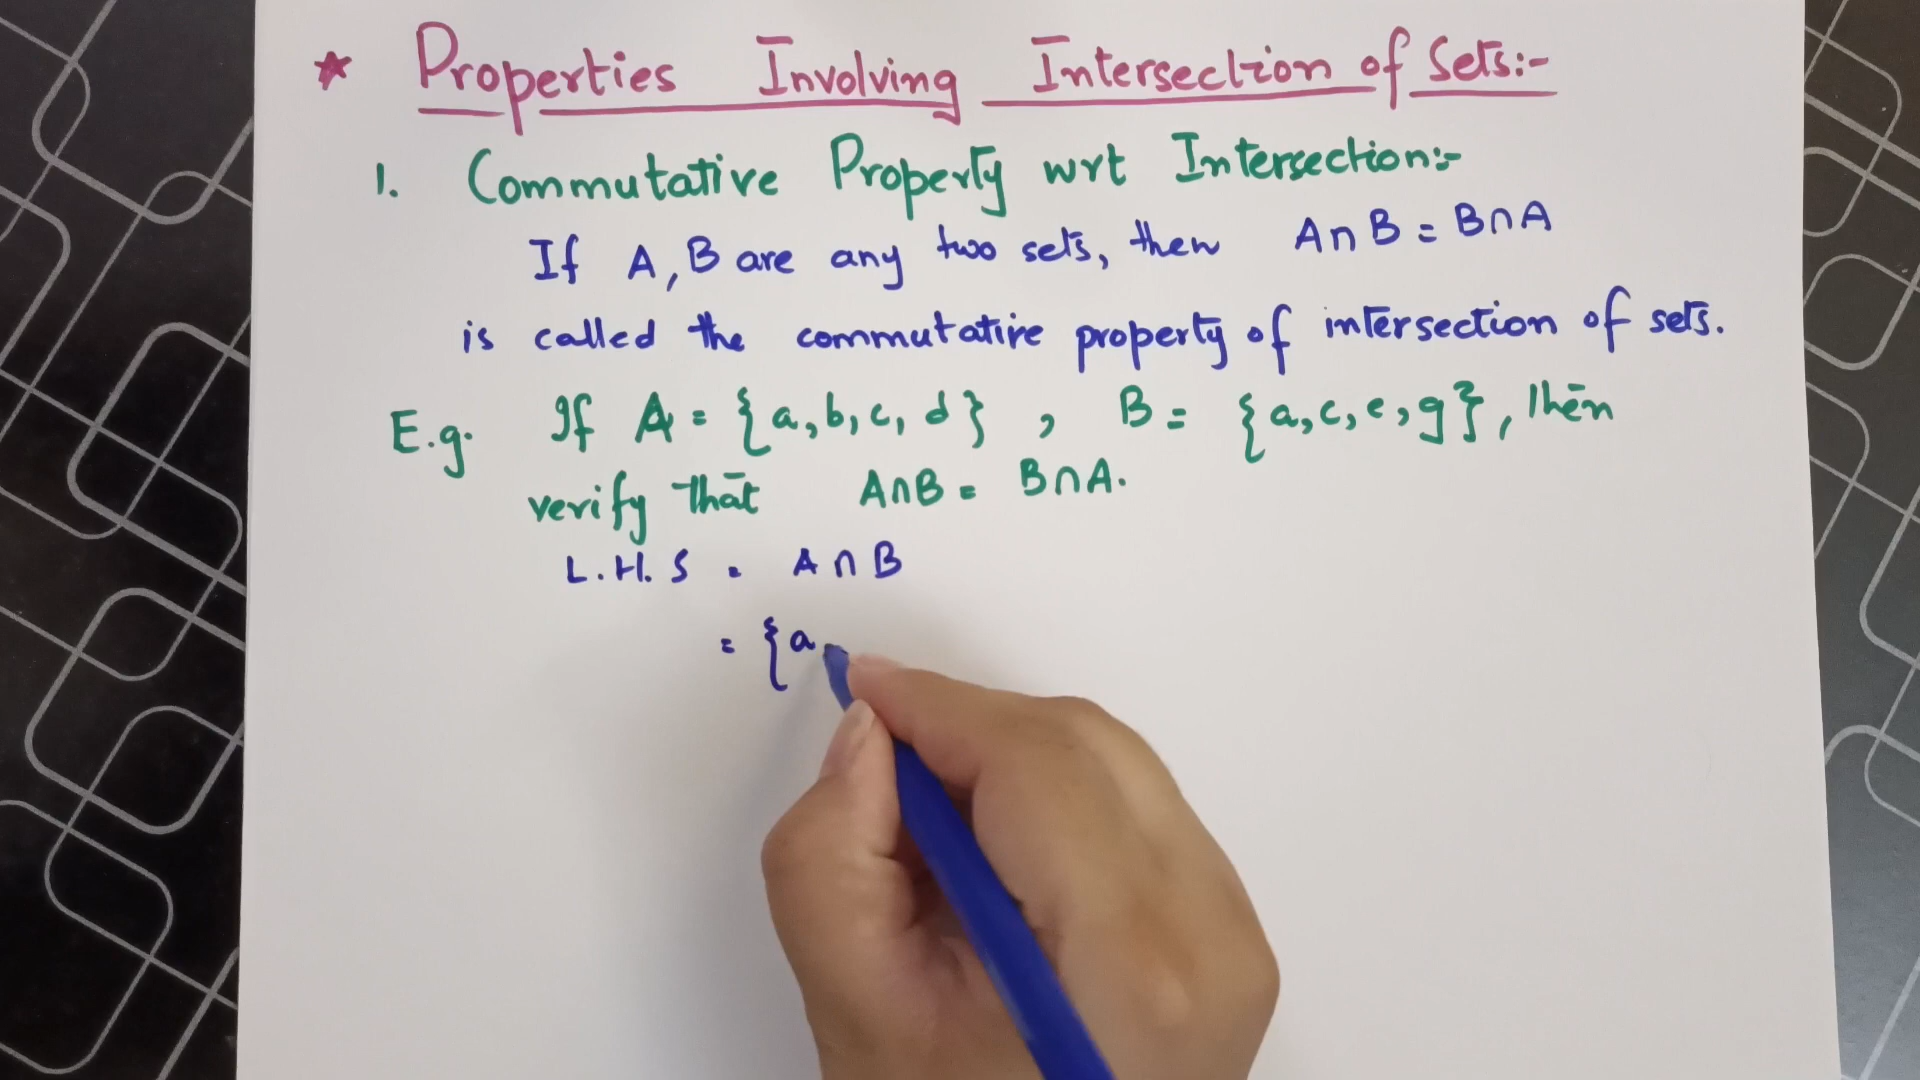 * Properties Involving Intersection of Sets:-
1. Commutative Property wrt Intersection:-
If A, B are any two sets, then A∩B = B∩A
is called the commutative property of intersection of sets.
E.g. If A = {a, b, c, d} , B = {a, c, e, g}, then
verify that A∩B = B∩A.
L.H.S = A∩B
= {a,